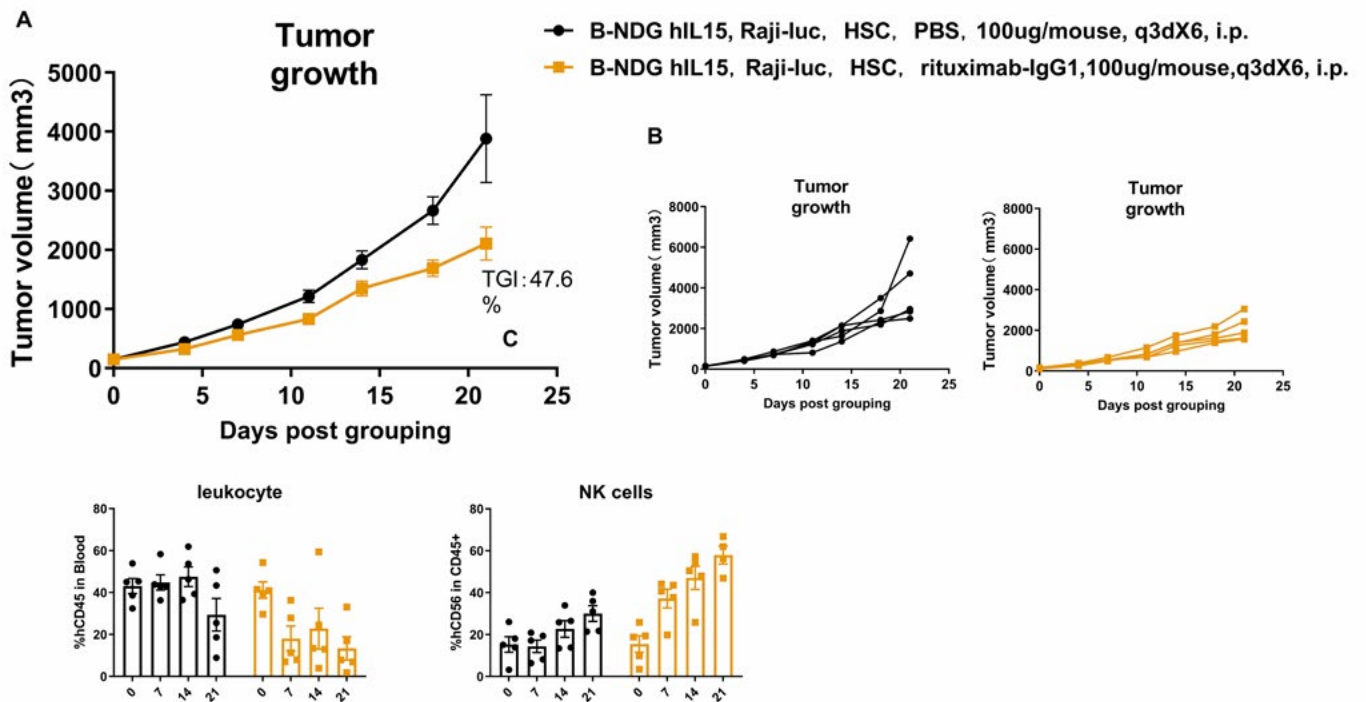 A
Tumor
growth
B-NDG hIL15, Raji-luc, HSC, PBS, 100ug/mouse, q3dX6, i.p.
B-NDG hIL15, Raji-luc, HSC, rituximab-IgG1,100ug/mouse,q3dX6, i.p.
Tumor volume( mm3)
5000
4000
3000
2000
1000
0
0 5 10 15 20 25
Days post grouping
TGI:47.6
%
C
B
Tumor
growth
Tumor volume( mm3)
8000
6000
4000
2000
0
0 5 10 15 20 25
Days post grouping
Tumor
growth
Tumor volume( mm3)
8000
6000
4000
2000
0
0 5 10 15 20 25
Days post grouping
leukocyte
%hCD45 in Blood
80
60
40
20
0
0 7 14 21 0 7 14 21
NK cells
%hCD56 in CD45+
80
60
40
20
0
0 7 14 21 0 7 14 21